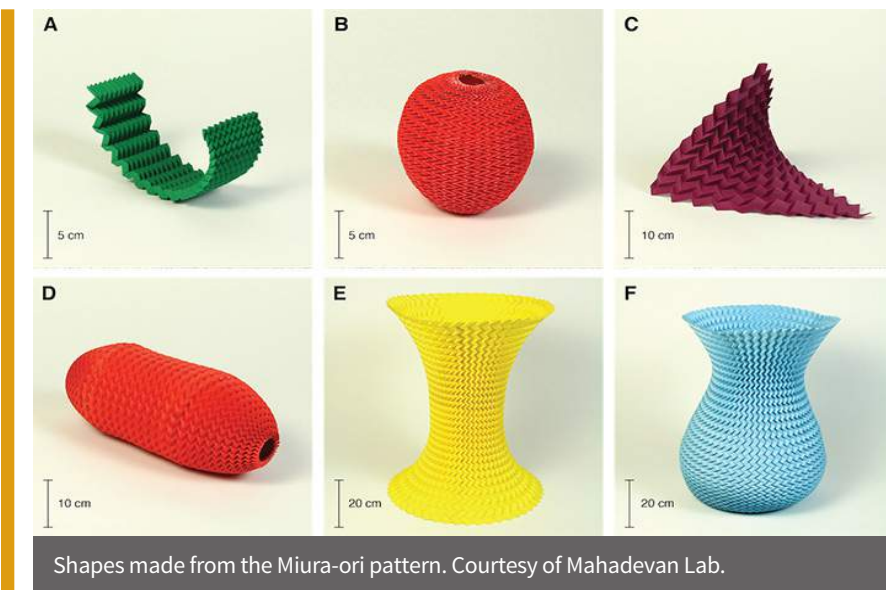 A
B
C
5 cm
5 cm
10 cm
D
E
F
10 cm
20 cm
20 cm
Shapes made from the Miura-ori pattern. Courtesy of Mahadevan Lab.